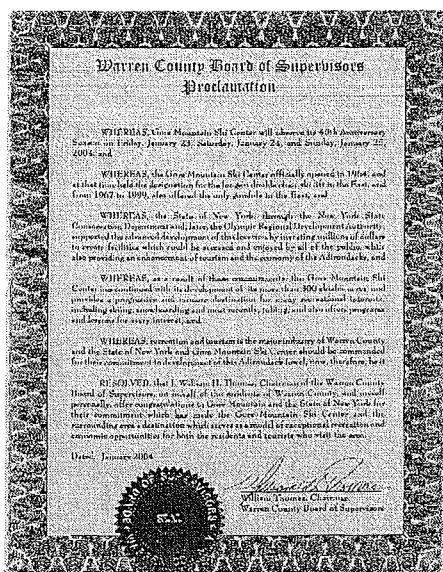 Warren County Board of Supervisors
Proclamation
WHEREAS, Gore Mountain Ski Center will observe its 40th Anniversary
Season on Friday, January 23, Saturday, January 24, and Sunday, January 25,
2004, and
WHEREAS, the Gore Mountain Ski Center officially opened in 1964, and
at that time held the designation for the longest double chair ski lift in the East, and
from 1967 to 1999, also offered the only gondola in the East, and
WHEREAS, the State of New York, through the New York State
Conservation Department and, later, the Olympic Regional Development Authority
supported the advanced development of this location by investing millions of dollars
to create facilities which could be accessed and enjoyed by all of the public while
also providing an enhancement of tourism and the economy of the Adirondacks, and
WHEREAS, as a result of these commitments, the Gore Mountain Ski
Center has continued with its development of its more than 300 skiable acres and
provides a progressive and dynamic destination for many recreational interests,
including skiing, snowboarding and most recently, tubing, and also offers programs
and lessons for every interest, and
WHEREAS, recreation and tourism is the major industry of Warren County
and the State of New York and Gore Mountain Ski Center should be commended
for their commitment to development of this Adirondack jewel, now, therefore, be it
RESOLVED, that I, William H. Thomas, Chairman of the Warren County
Board of Supervisors, on behalf of the residents of Warren County, and myself
personally, offer congratulations to Gore Mountain and the State of New York for
their commitment which has made the Gore Mountain Ski Center and the
surrounding area a destination which serves as a model of exceptional recreation and
economic opportunities for both the residents and tourists who visit the area.
Dated: January 2004
William Thomas, Chairman
Warren County Board of Supervisors
SEAL